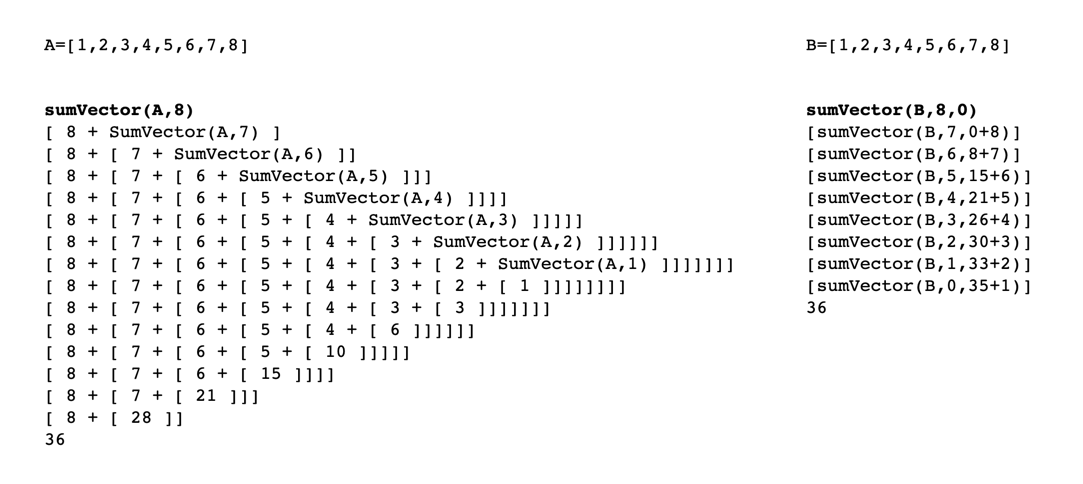 A=[1,2,3,4,5,6,7,8]
sumVector(A,8)
[ 8 + SumVector(A,7) ]
[ 8 + [ 7 + SumVector(A,6) ]]
[ 8 + [ 7 + [ 6 + SumVector(A,5) ]]]
[ 8 + [ 7 + [ 6 + [ 5 + SumVector(A,4) ]]]]
[ 8 + [ 7 + [ 6 + [ 5 + [ 4 + SumVector(A,3) ]]]]]
[ 8 + [ 7 + [ 6 + [ 5 + [ 4 + [ 3 + SumVector(A,2) ]]]]]]
[ 8 + [ 7 + [ 6 + [ 5 + [ 4 + [ 3 + [ 2 + SumVector(A,1) ]]]]]]]
[ 8 + [ 7 + [ 6 + [ 5 + [ 4 + [ 3 + [ 2 + [ 1 ]]]]]]]]
[ 8 + [ 7 + [ 6 + [ 5 + [ 4 + [ 3 + [ 3 ]]]]]]]
[ 8 + [ 7 + [ 6 + [ 5 + [ 4 + [ 6 ]]]]]]
[ 8 + [ 7 + [ 6 + [ 5 + [ 10 ]]]]]
[ 8 + [ 7 + [ 6 + [ 15 ]]]]
[ 8 + [ 7 + [ 21 ]]]
[ 8 + [ 28 ]]
36
B=[1,2,3,4,5,6,7,8]
sumVector(B,8,0)
[sumVector(B,7,0+8)]
[sumVector(B,6,8+7)]
[sumVector(B,5,15+6)]
[sumVector(B,4,21+5)]
[sumVector(B,3,26+4)]
[sumVector(B,2,30+3)]
[sumVector(B,1,33+2)]
[sumVector(B,0,35+1)]
36